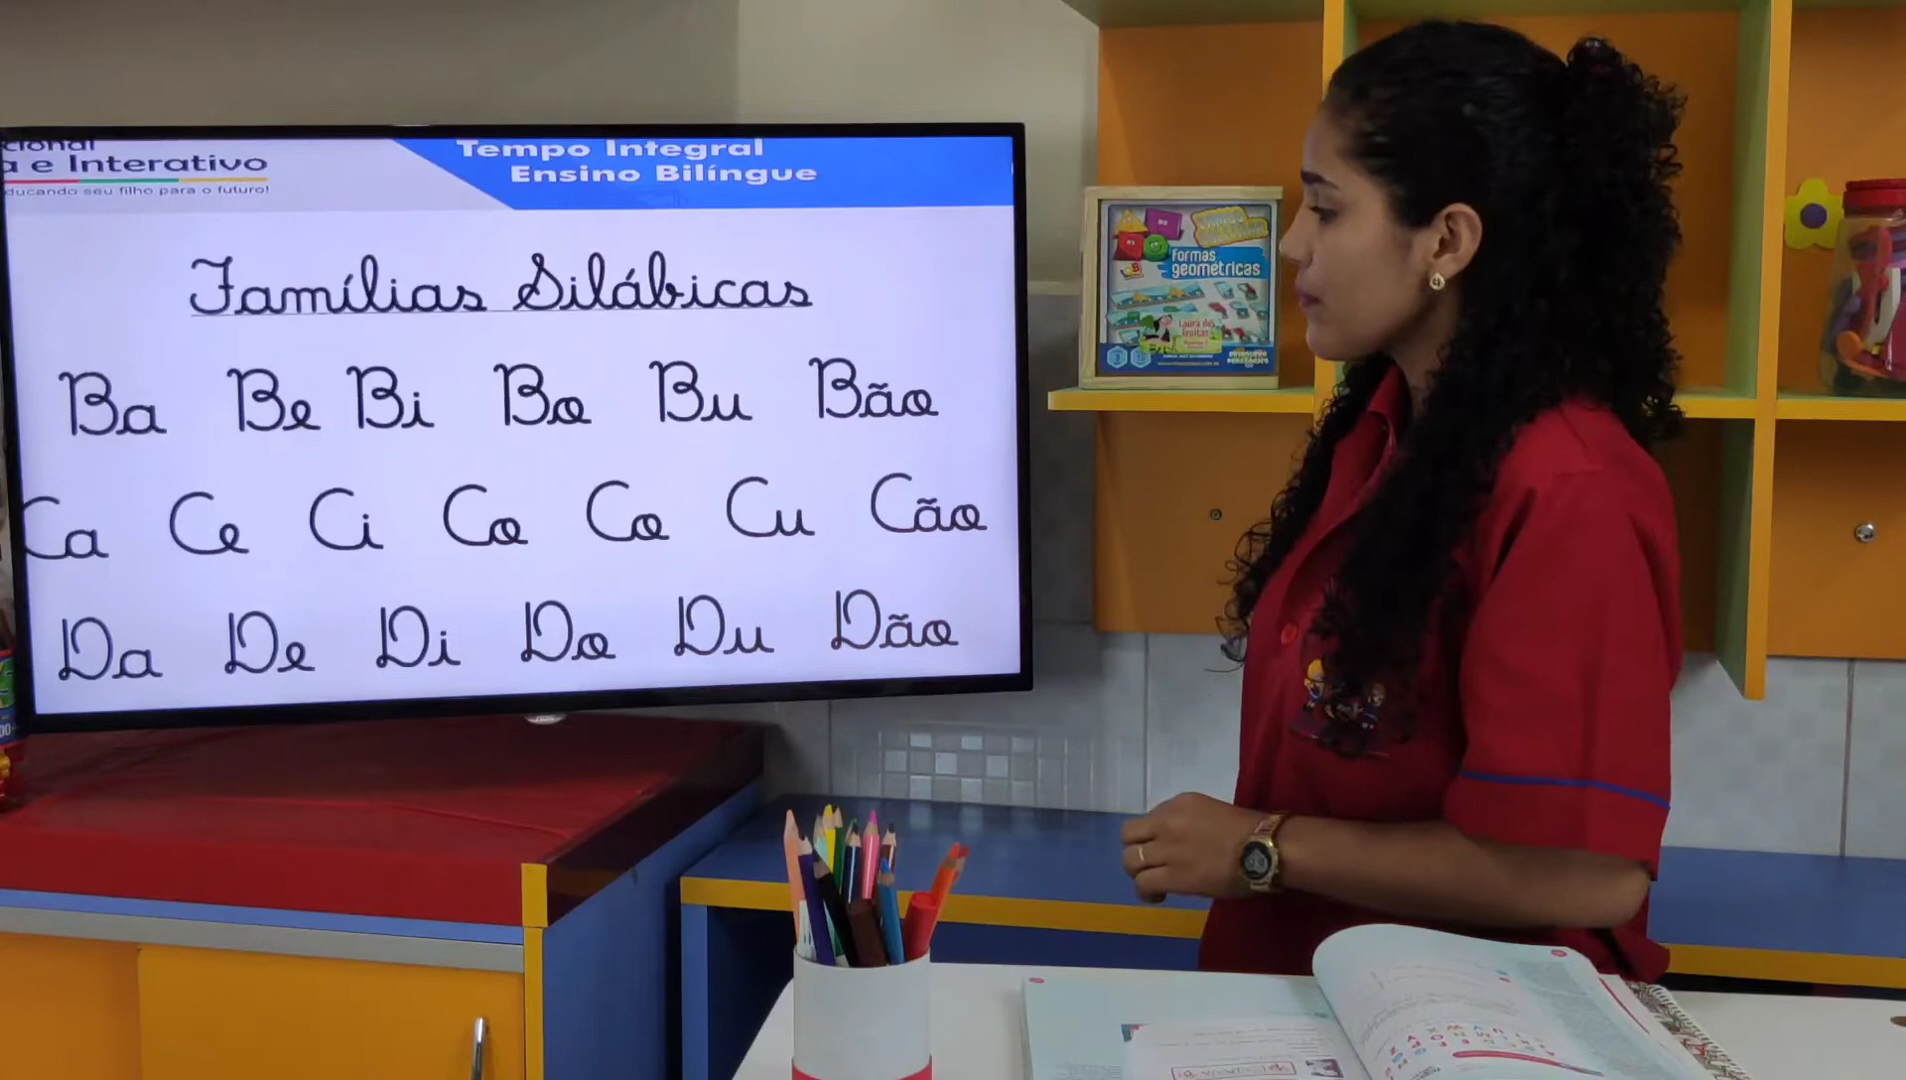 a e Interativo
ducando seu filho para o futuro!
Tempo Integral
Ensino Bilíngue
Famílias Silábicas
Ba Be Bi Bo Bu Bão
Ca Ce Ci Co Co Cu Cão
Da De Di Do Du Dão
formas
geométricas